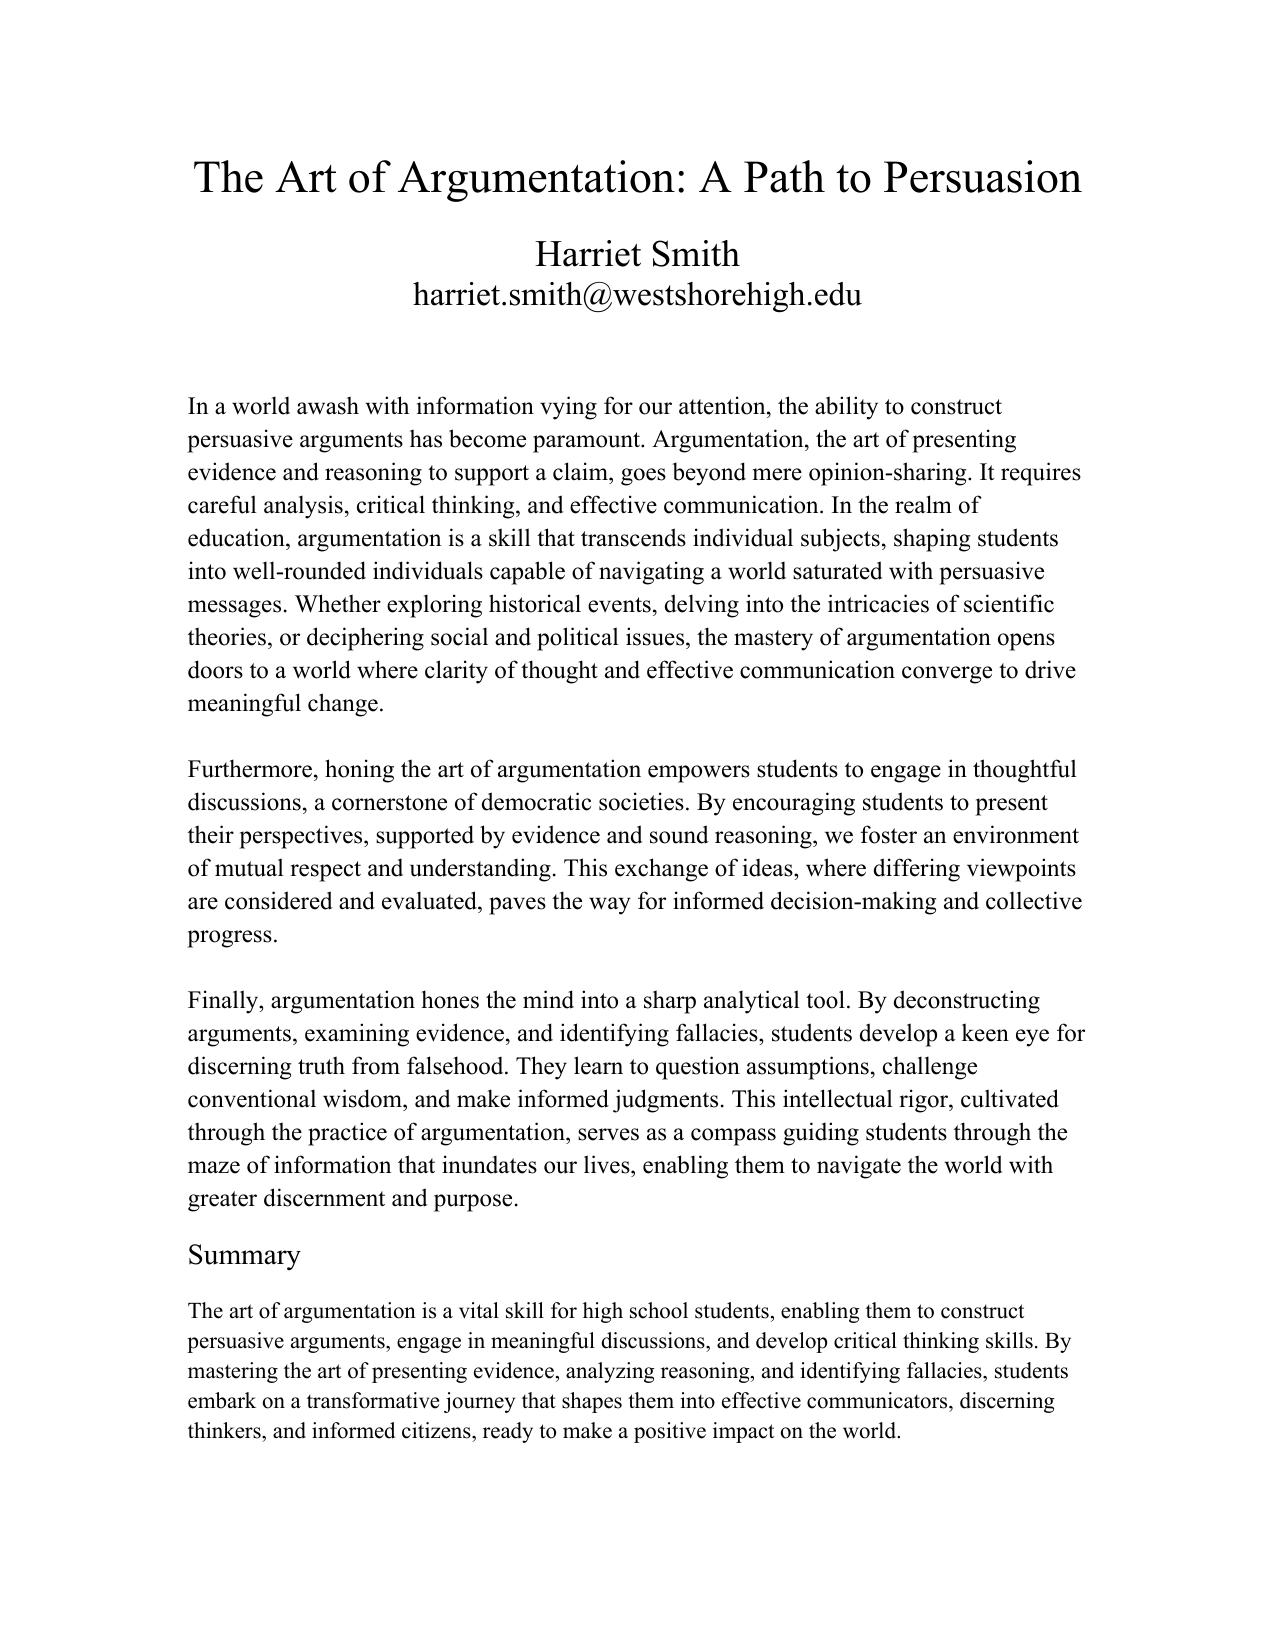 The Art of Argumentation: A Path to Persuasion
Harriet Smith
harriet.smith@westshorehigh.edu
In a world awash with information vying for our attention, the ability to construct
persuasive arguments has become paramount. Argumentation, the art of presenting
evidence and reasoning to support a claim, goes beyond mere opinion-sharing. It requires
careful analysis, critical thinking, and effective communication. In the realm of
education, argumentation is a skill that transcends individual subjects, shaping students
into well-rounded individuals capable of navigating a world saturated with persuasive
messages. Whether exploring historical events, delving into the intricacies of scientific
theories, or deciphering social and political issues, the mastery of argumentation opens
doors to a world where clarity of thought and effective communication converge to drive
meaningful change.
Furthermore, honing the art of argumentation empowers students to engage in thoughtful
discussions, a cornerstone of democratic societies. By encouraging students to present
their perspectives, supported by evidence and sound reasoning, we foster an environment
of mutual respect and understanding. This exchange of ideas, where differing viewpoints
are considered and evaluated, paves the way for informed decision-making and collective
progress.
Finally, argumentation hones the mind into a sharp analytical tool. By deconstructing
arguments, examining evidence, and identifying fallacies, students develop a keen eye for
discerning truth from falsehood. They learn to question assumptions, challenge
conventional wisdom, and make informed judgments. This intellectual rigor, cultivated
through the practice of argumentation, serves as a compass guiding students through the
maze of information that inundates our lives, enabling them to navigate the world with
greater discernment and purpose.
Summary
The art of argumentation is a vital skill for high school students, enabling them to construct
persuasive arguments, engage in meaningful discussions, and develop critical thinking skills. By
mastering the art of presenting evidence, analyzing reasoning, and identifying fallacies, students
embark on a transformative journey that shapes them into effective communicators, discerning
thinkers, and informed citizens, ready to make a positive impact on the world.